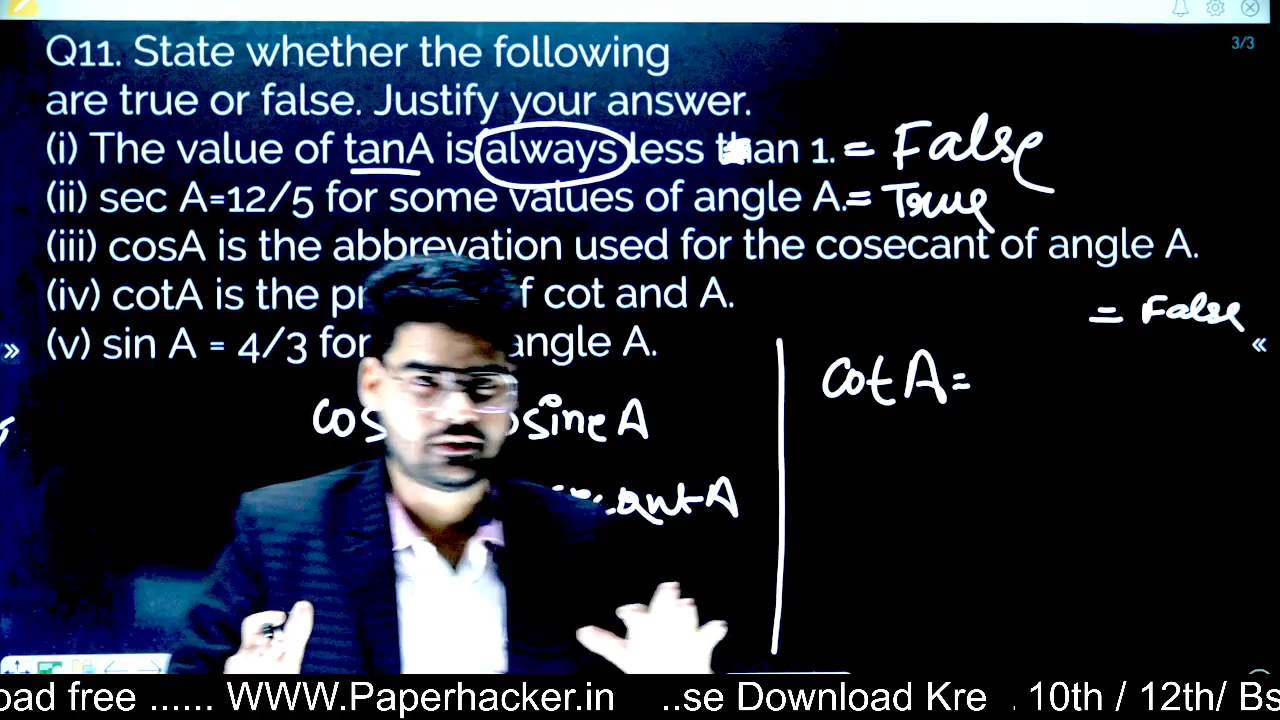 3/3
Q11. State whether the following
are true or false. Justify your answer.
(i) The value of tanA is always less than 1. = False
(ii) sec A=12/5 for some values of angle A. = True
(iii) cosA is the abbrevation used for the cosecant of angle A.
= False
(iv) cotA is the pr f cot and A.
(v) sin A = 4/3 for angle A.
cot A =
cos osine A
A
oad free ...... WWW.Paperhacker.in ..se Download Kre . 10th / 12th/ Bs